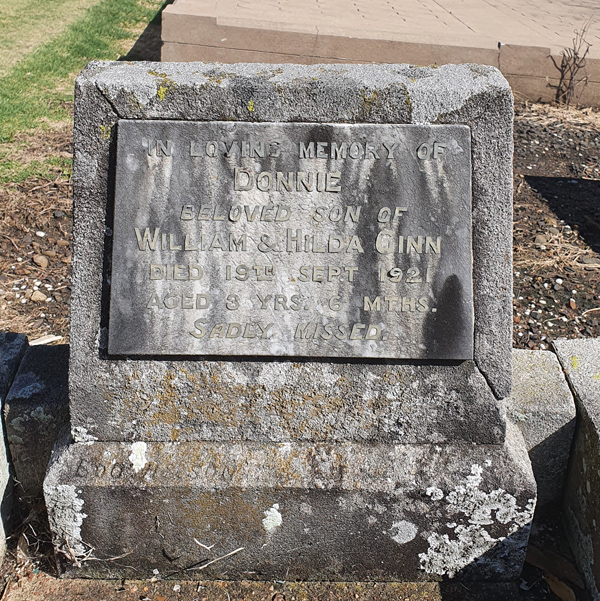 IN LOVING MEMORY OF
DONNIE
BELOVED SON OF
WILLIAM & HILDA GINN
DIED 19TH SEPT 1921
AGED 8 YRS. 6 MTHS.
SADLY MISSED.